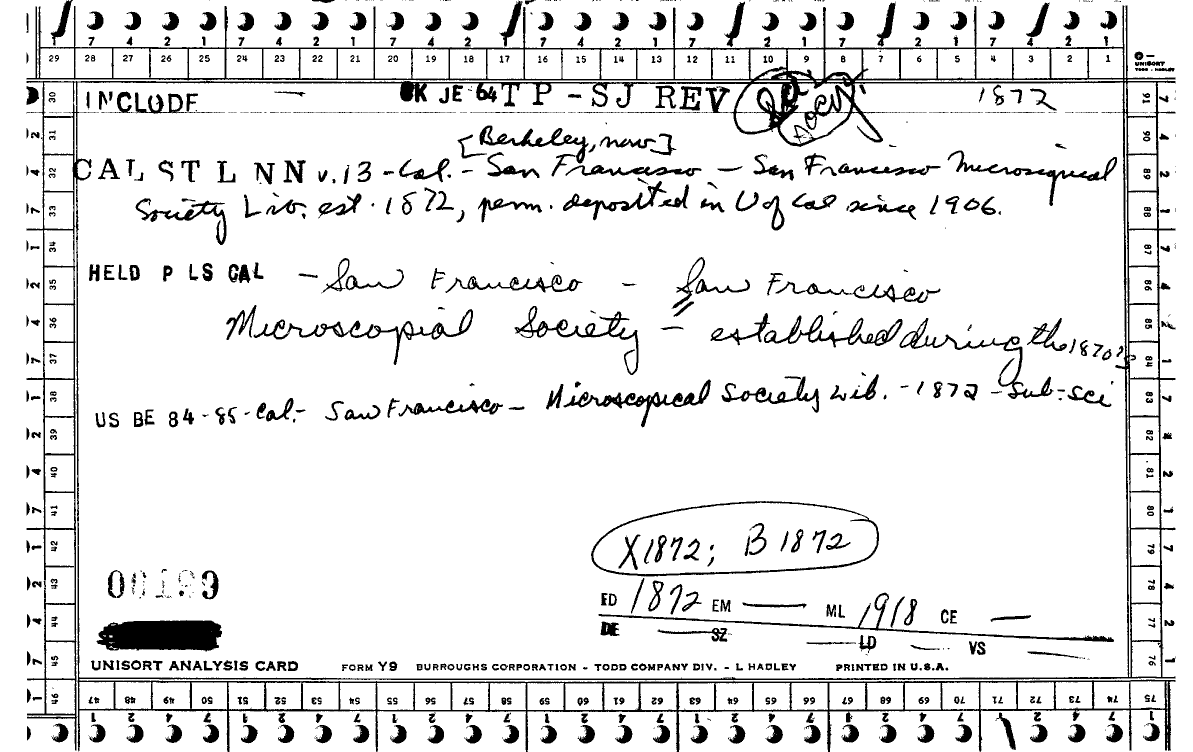 7 4 2 1 7 4 2 1 7 4 2 1 7 4 2 1 7 4 2 1 7 4 2 1 7 4 2 1
29 28 27 26 25 24 23 22 21 20 19 18 17 16 15 14 13 12 11 10 9 8 7 6 5 4 3 2 1
UNISORT
TODD - HADLEY
INCLUDE — OK JE 64 T P - SJ REV Socy. 1872
[Berkeley, now]
CAL ST L NN v.13 - Cal. - San Francisco — San Francisco Microsiquical
Society Lib. est. 1872, perm. deposited in U of Cal since 1906.
HELD P LS CAL — San Francisco — San Francisco
Microscopial Society — established during the 1870's
US BE 84-85-Cal.- San Francisco — Microscopical Society Lib. - 1872 - Sub: Sci
X1872; B 1872
00199
ED 1872 EM — ML 1918 CE —
DE — SZ — LD — VS —
UNISORT ANALYSIS CARD FORM Y9 BURROUGHS CORPORATION - TODD COMPANY DIV. - L HADLEY PRINTED IN U.S.A.
30 31 32 33 34 35 36 37 38 39 40 41 42 43 44 45 46
91 90 89 88 87 86 85 84 83 82 81 80 79 78 77 76 75
47 48 49 50 51 52 53 54 55 56 57 58 59 60 61 62 63 64 65 66 67 68 69 70 71 72 73 74
1 2 4 7 1 2 4 7 1 2 4 7 1 2 4 7 1 2 4 7 1 2 4 7 1 2 4 7